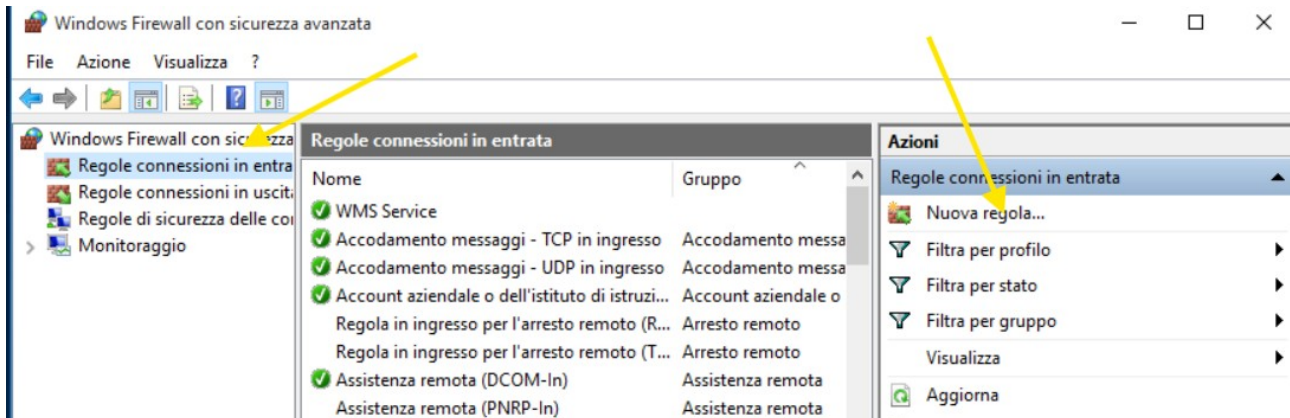 Windows Firewall con sicurezza avanzata
File Azione Visualizza ?
Windows Firewall con sicurezza
Regole connessioni in entra
Regole connessioni in uscita
Regole di sicurezza delle co
Monitoraggio
Regole connessioni in entrata
Nome Gruppo
WMS Service
Accodamento messaggi - TCP in ingresso Accodamento messa
Accodamento messaggi - UDP in ingresso Accodamento messa
Account aziendale o dell'istituto di istruzi... Account aziendale o
Regola in ingresso per l'arresto remoto (R... Arresto remoto
Regola in ingresso per l'arresto remoto (T... Arresto remoto
Assistenza remota (DCOM-In) Assistenza remota
Assistenza remota (PNRP-In) Assistenza remota
Azioni
Regole connessioni in entrata
Nuova regola...
Filtra per profilo
Filtra per stato
Filtra per gruppo
Visualizza
Aggiorna